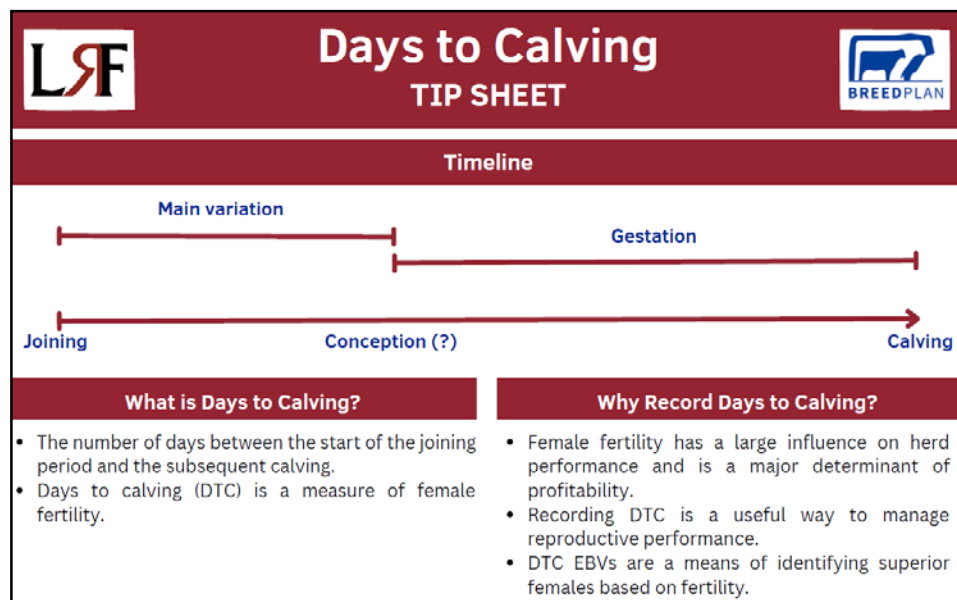 LRF
Days to Calving
TIP SHEET
BREEDPLAN
Timeline
Main variation
Gestation
Joining
Conception (?)
Calving
What is Days to Calving?
• The number of days between the start of the joining
period and the subsequent calving.
• Days to calving (DTC) is a measure of female
fertility.
Why Record Days to Calving?
• Female fertility has a large influence on herd
performance and is a major determinant of
profitability.
• Recording DTC is a useful way to manage
reproductive performance.
• DTC EBVs are a means of identifying superior
females based on fertility.